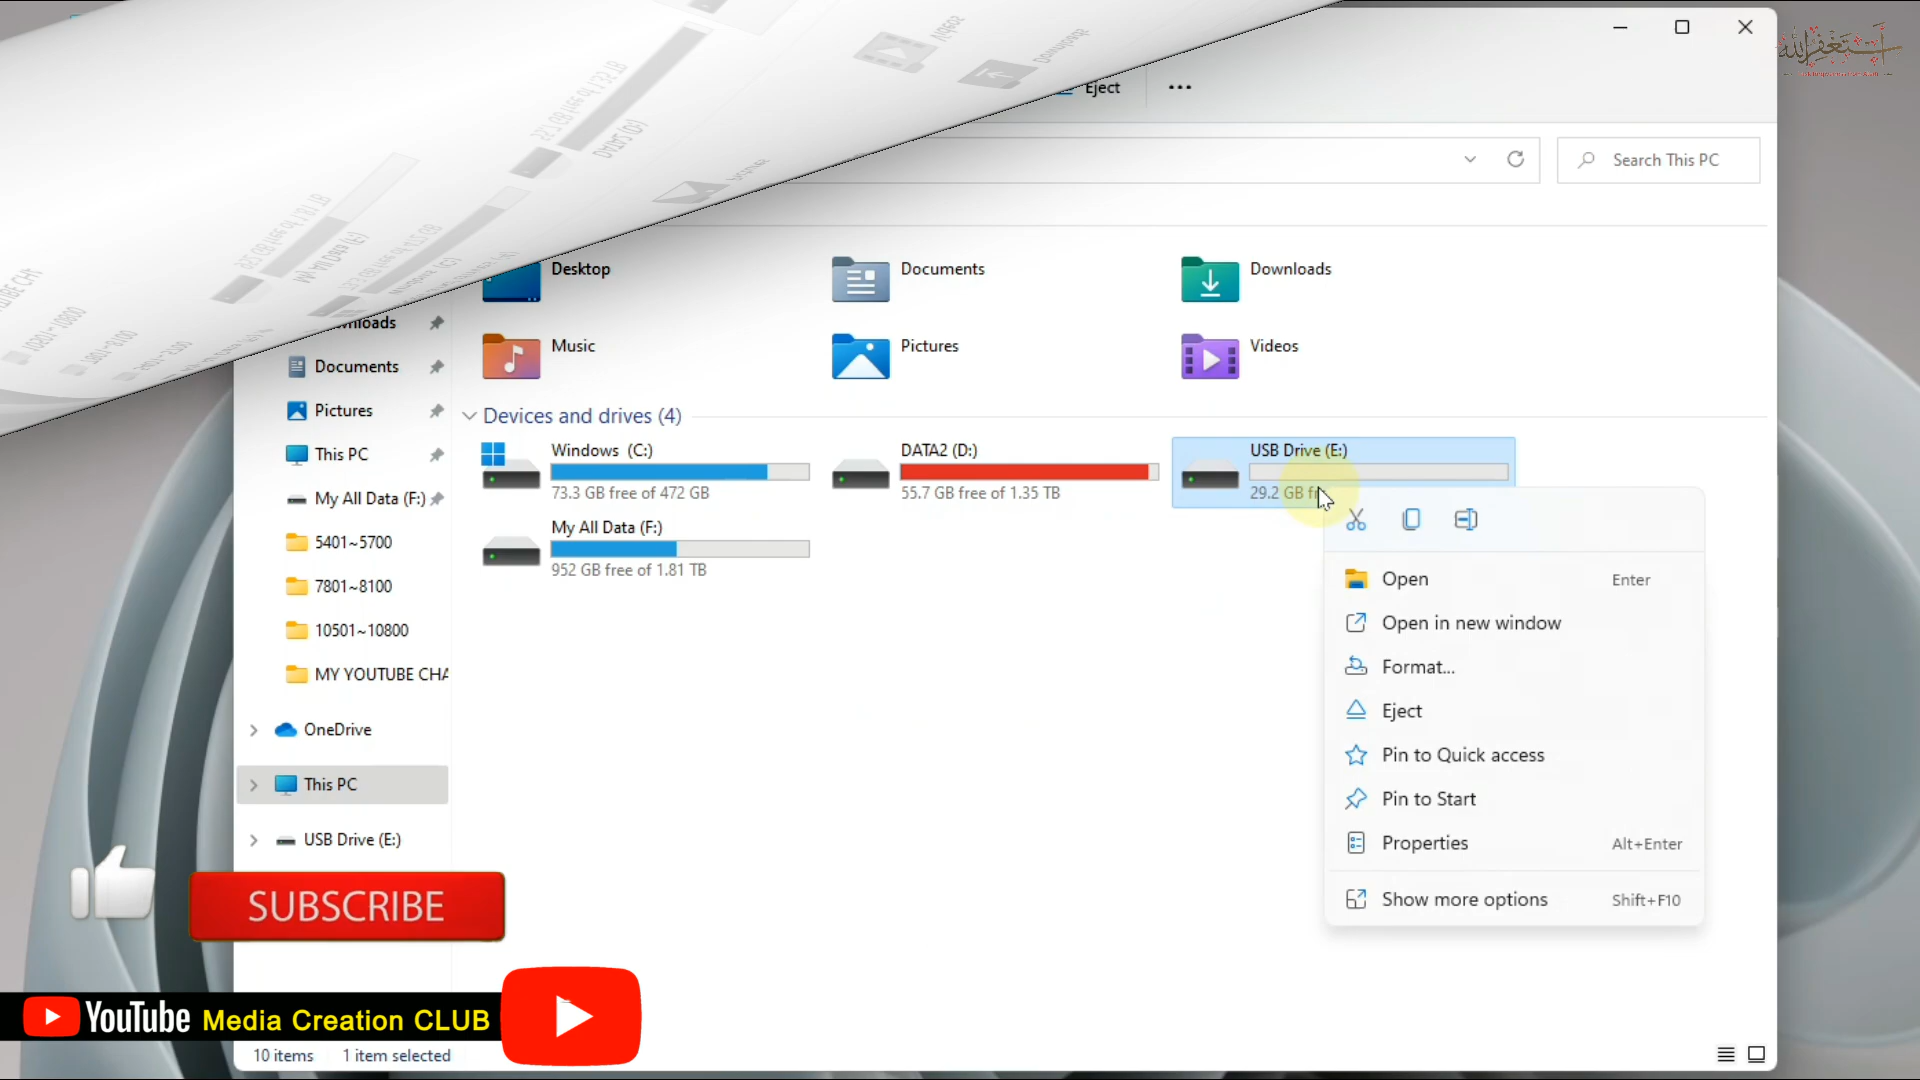 Eject
Search This PC
Desktop
Documents
Downloads
Music
Pictures
Videos
Documents
Pictures
This PC
My All Data (F:)
5401~5700
7801~8100
10501~10800
MY YOUTUBE CHA
OneDrive
This PC
USB Drive (E:)
Devices and drives (4)
Windows (C:)
73.3 GB free of 472 GB
DATA2 (D:)
55.7 GB free of 1.35 TB
USB Drive (E:)
29.2 GB
My All Data (F:)
952 GB free of 1.81 TB
Open Enter
Open in new window
Format...
Eject
Pin to Quick access
Pin to Start
Properties Alt+Enter
Show more options Shift+F10
SUBSCRIBE
YouTube Media Creation CLUB
10 items 1 item selected
أستغفر الله